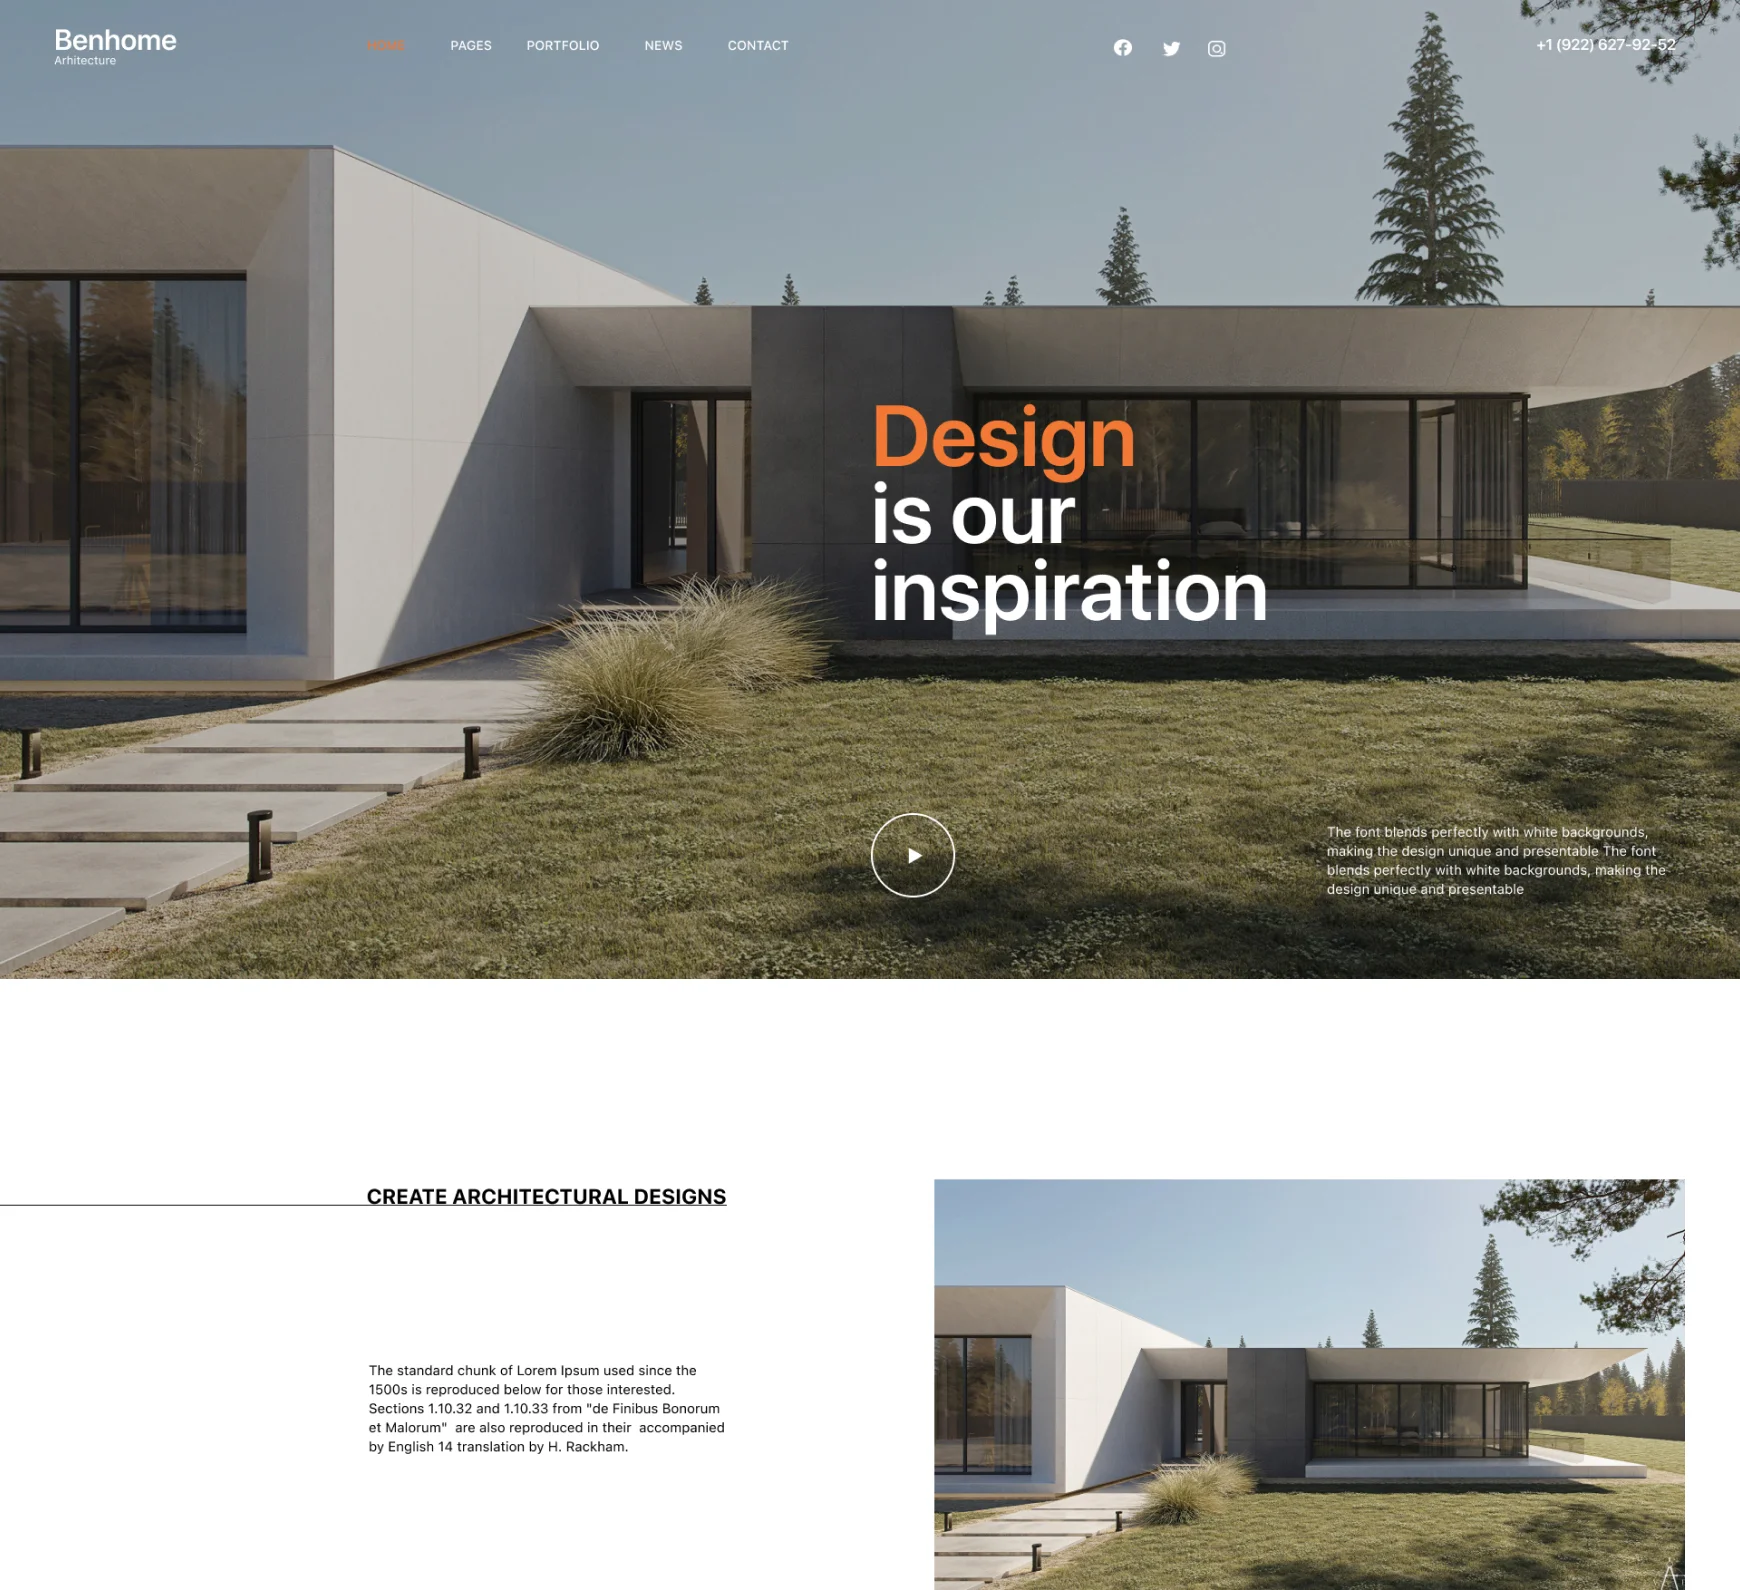 Benhome
Arhitecture
HOME PAGES PORTFOLIO NEWS CONTACT
+1 (922) 627-92-52
Design
is our
inspiration
The font blends perfectly with white backgrounds,
making the design unique and presentable The font
blends perfectly with white backgrounds, making the
design unique and presentable
CREATE ARCHITECTURAL DESIGNS
The standard chunk of Lorem Ipsum used since the
1500s is reproduced below for those interested.
Sections 1.10.32 and 1.10.33 from "de Finibus Bonorum
et Malorum"  are also reproduced in their  accompanied
by English 14 translation by H. Rackham.